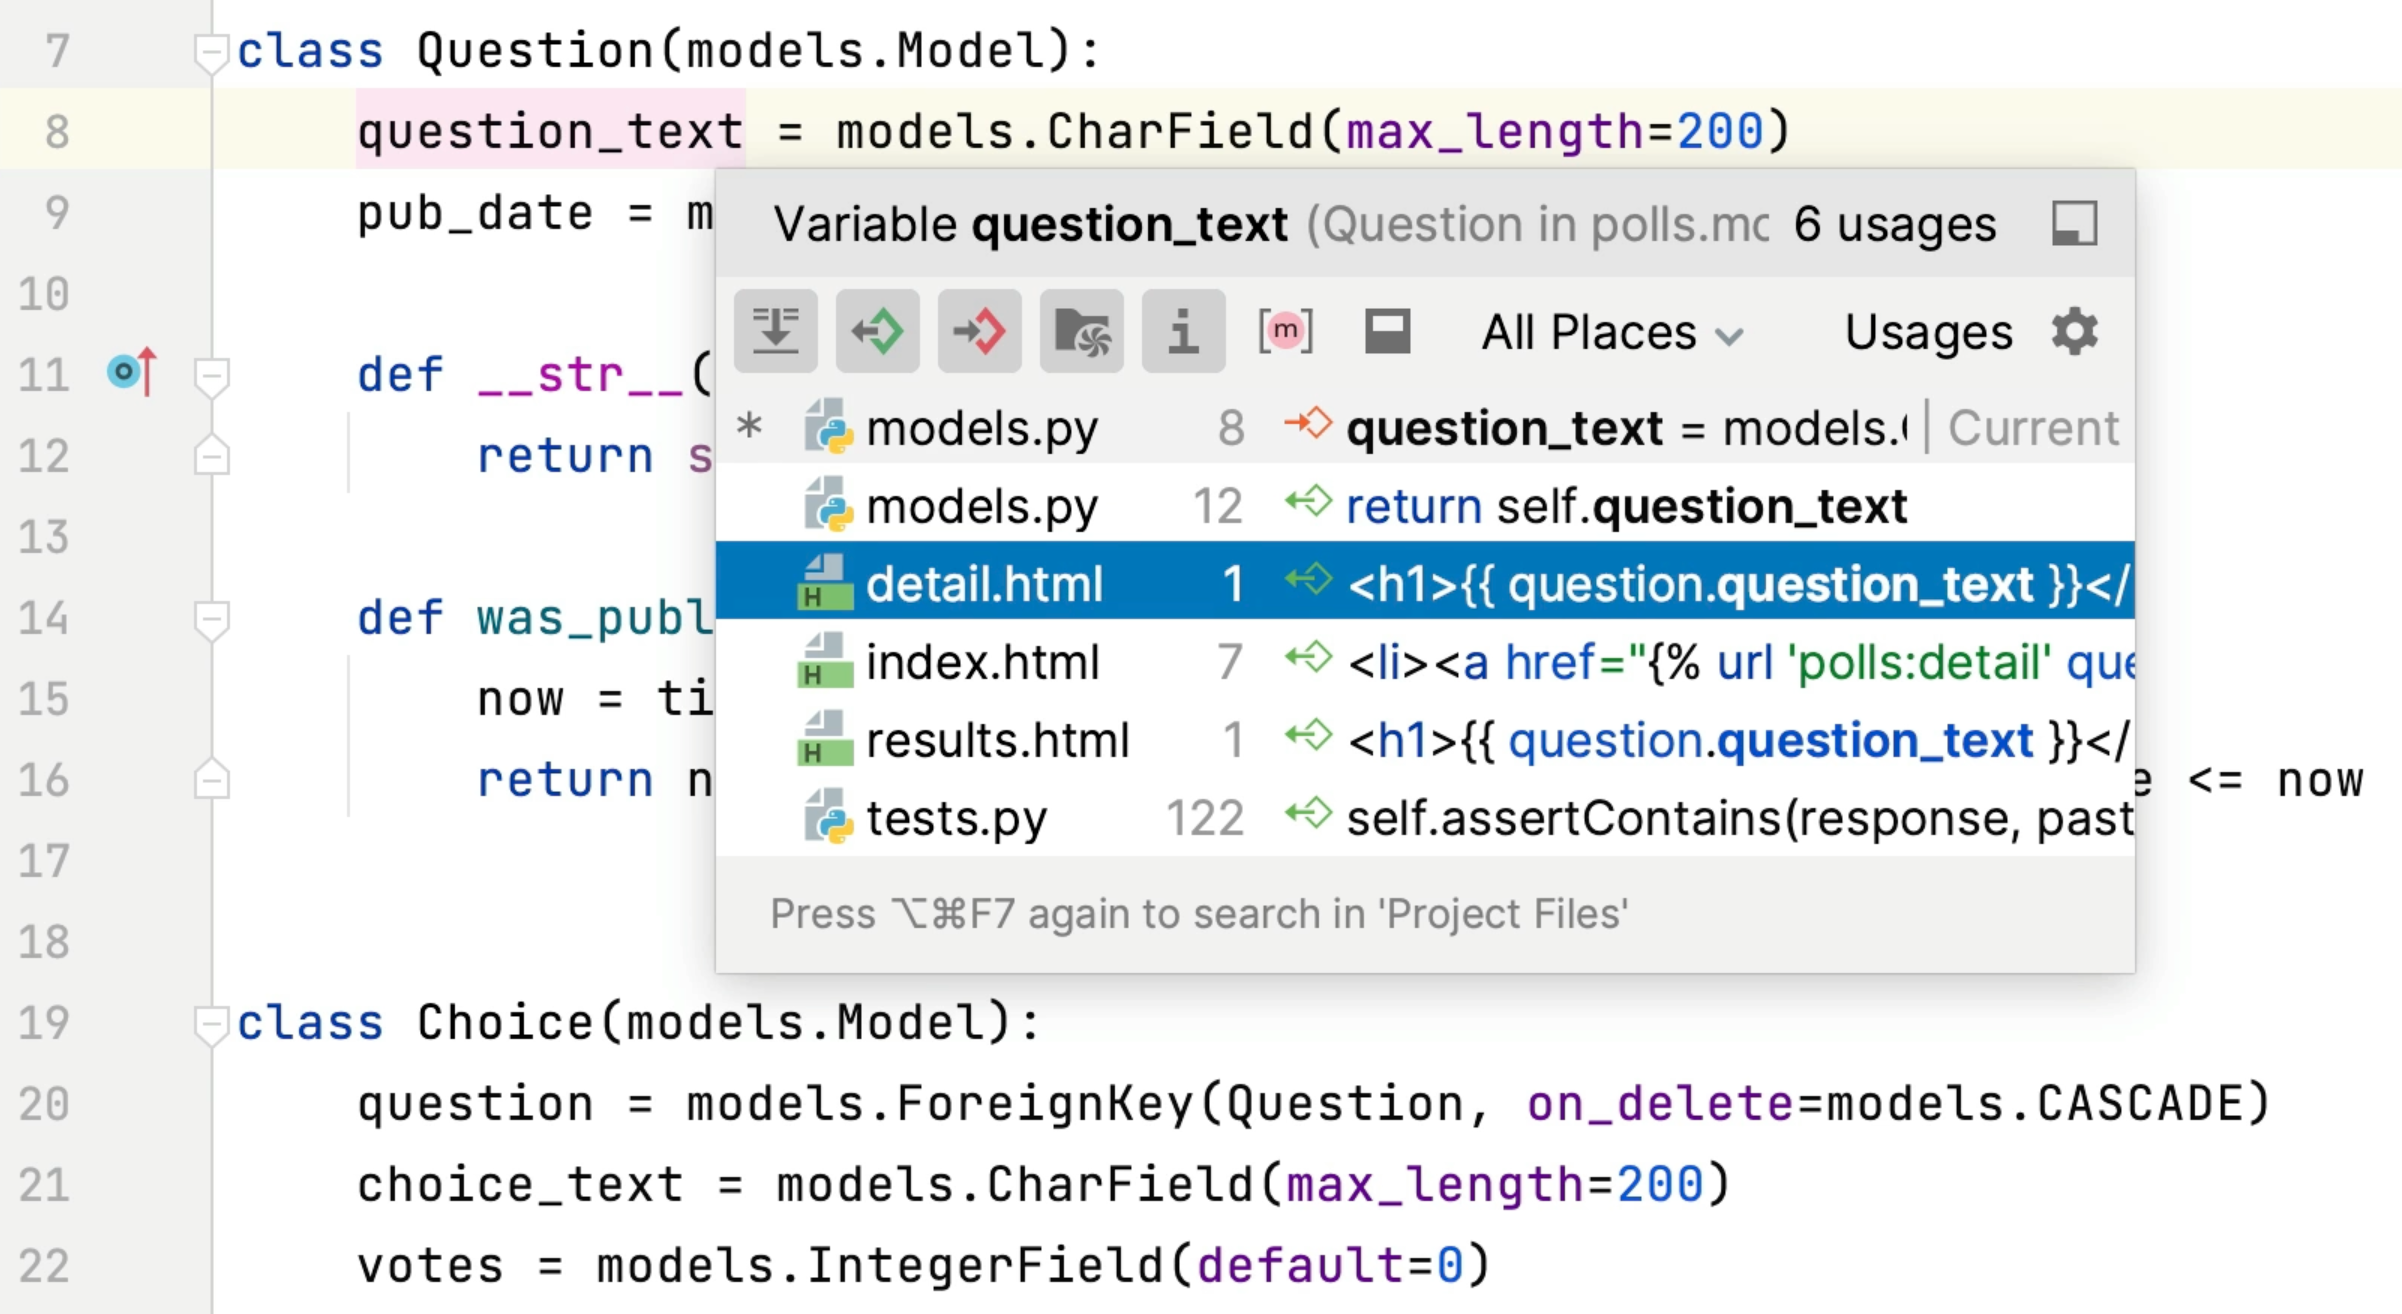 7 class Question(models.Model):
8 question_text = models.CharField(max_length=200)
9 pub_date = m
10
11 def __str__(
12 return s
13
14 def was_publ
15 now = ti
16 return n e <= now
17
18
19 class Choice(models.Model):
20 question = models.ForeignKey(Question, on_delete=models.CASCADE)
21 choice_text = models.CharField(max_length=200)
22 votes = models.IntegerField(default=0)
Variable question_text (Question in polls.mo 6 usages
i [m] All Places Usages
* models.py 8 question_text = models. Current
models.py 12 return self.question_text
H detail.html 1 <h1>{{ question.question_text }}</
H index.html 7 <li><a href="{% url 'polls:detail' que
H results.html 1 <h1>{{ question.question_text }}</
tests.py 122 self.assertContains(response, past
Press ⌥⌘F7 again to search in 'Project Files'